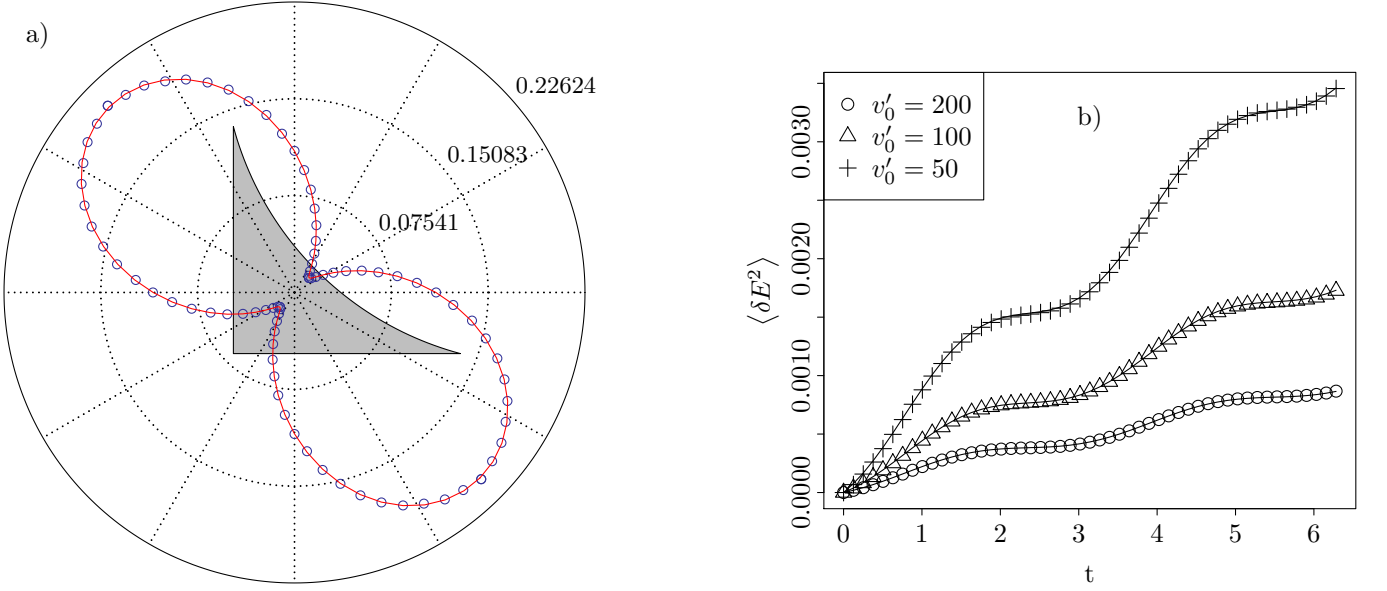 a)
0.22624
0.15083
0.07541
b)
v′₀ = 200
v′₀ = 100
v′₀ = 50
⟨δE²⟩
0.0030
0.0020
0.0010
0.0000
0 1 2 3 4 5 6
t